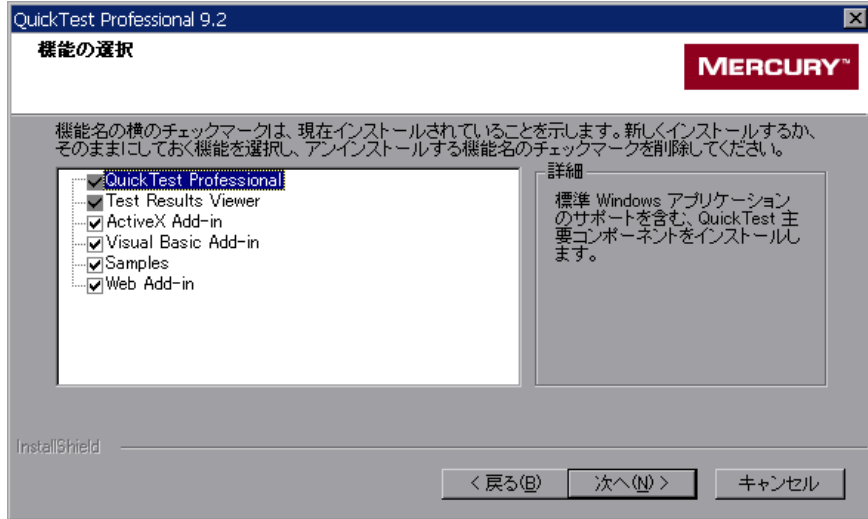 QuickTest Professional 9.2
機能の選択
MERCURY™
機能名の横のチェックマークは、現在インストールされていることを示します。新しくインストールするか、
そのままにしておく機能を選択し、アンインストールする機能名のチェックマークを削除してください。
QuickTest Professional
Test Results Viewer
ActiveX Add-in
Visual Basic Add-in
Samples
Web Add-in
詳細
標準 Windows アプリケーション
のサポートを含む、QuickTest 主
要コンポーネントをインストールし
ます。
InstallShield
< 戻る(B)
次へ(N) >
キャンセル